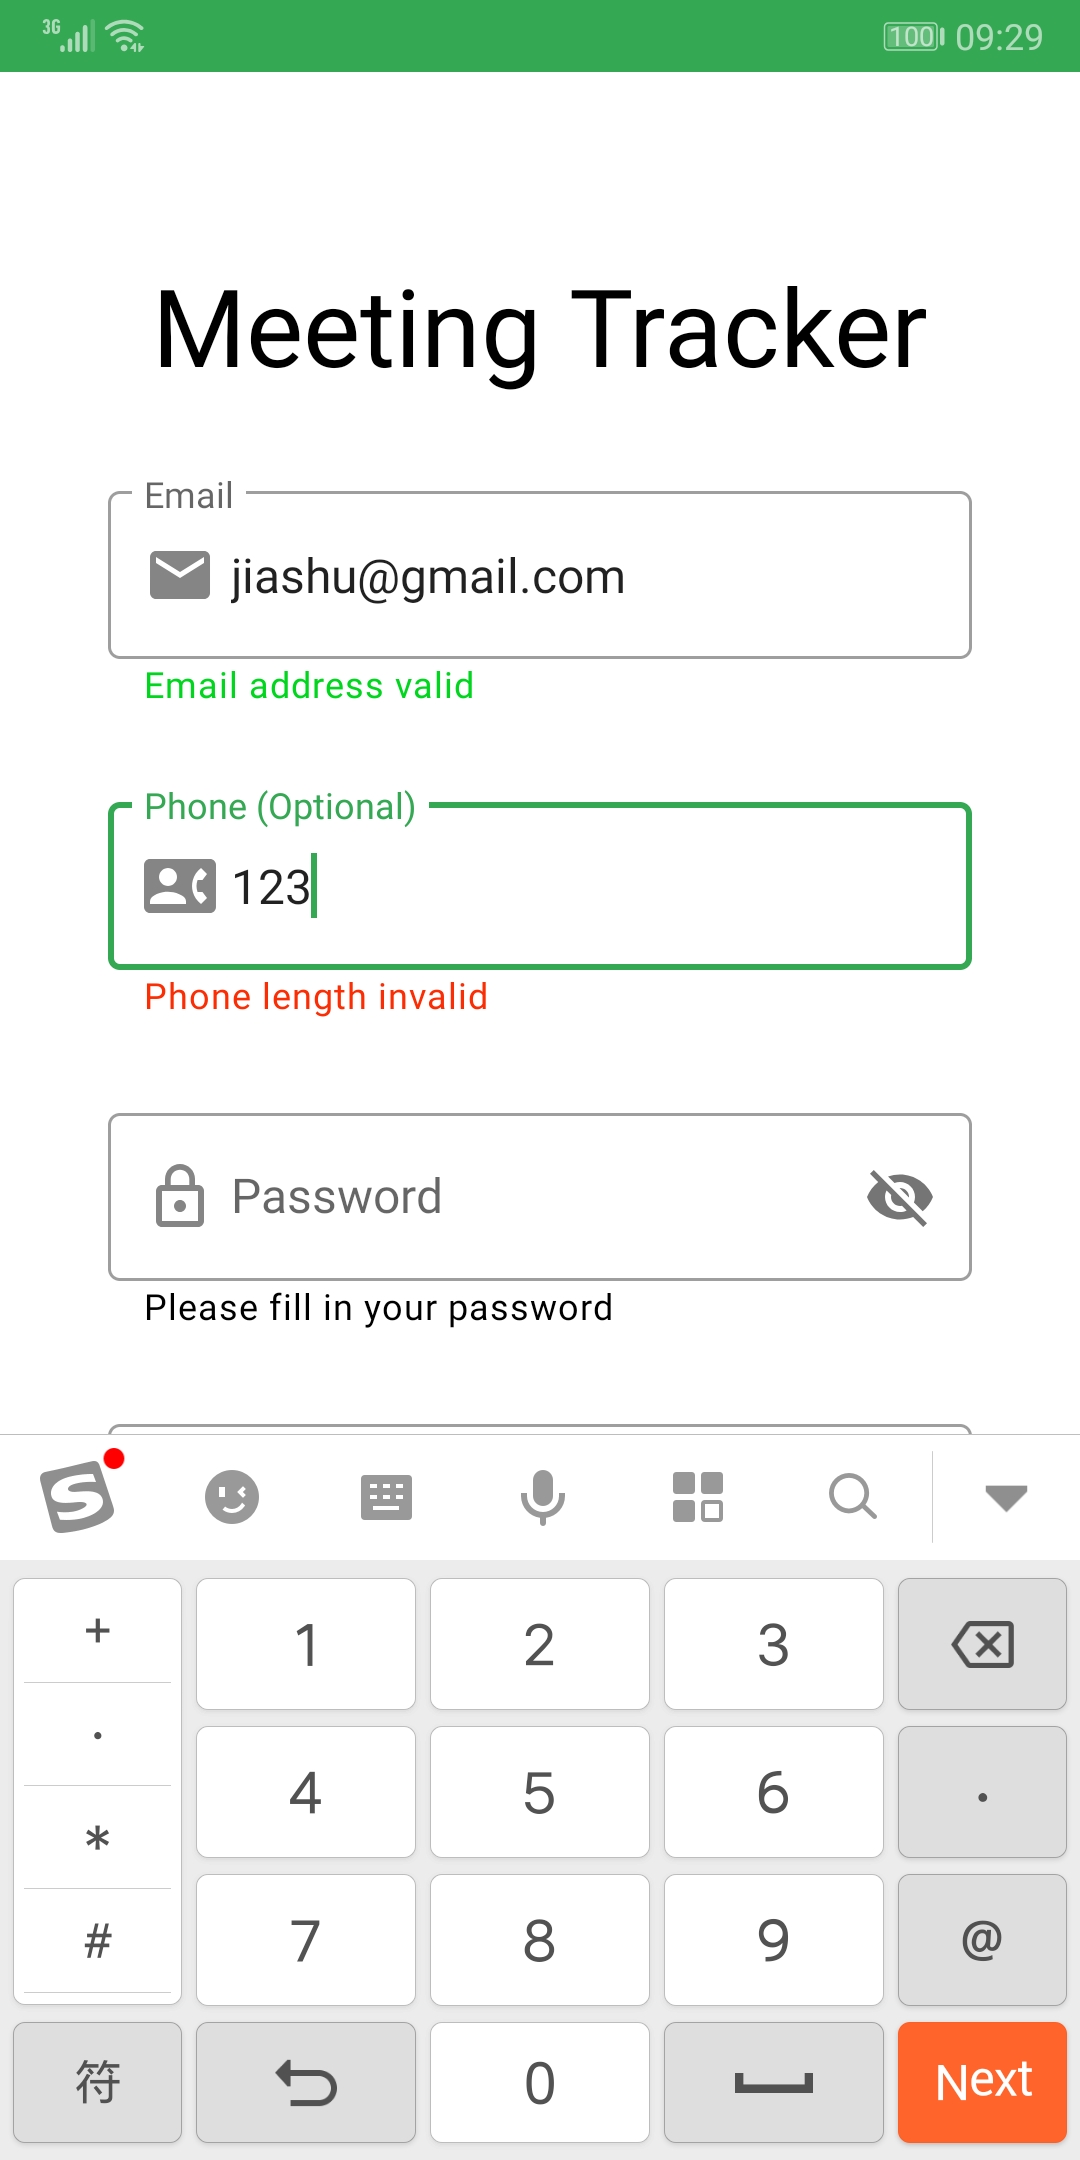 3G 100 09:29
Meeting Tracker
Email
jiashu@gmail.com
Email address valid
Phone (Optional)
123
Phone length invalid
Password
Please fill in your password
+ 1 2 3
. 4 5 6 .
* 
# 7 8 9 @
符 0 Next